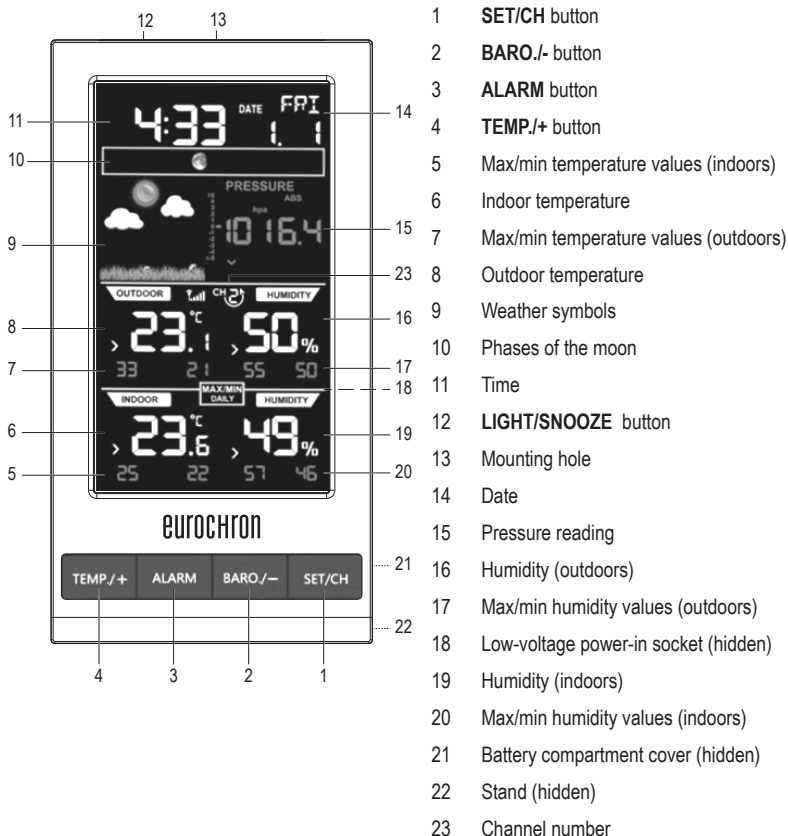 12 13
11 4:33 DATE FRI 14
1. 1
10
PRESSURE
ABS
hpa
1016.4 15
9
23
OUTDOOR CH 2 HUMIDITY
8 23.1 °C 50% 16
7 33 21 55 50 17
MAX/MIN 18
DAILY
INDOOR HUMIDITY
6 23.6 °C 49% 19
5 25 22 57 46 20
eurochron
TEMP./+ ALARM BARO./− SET/CH 21
22
4 3 2 1
1 SET/CH button
2 BARO./- button
3 ALARM button
4 TEMP./+ button
5 Max/min temperature values (indoors)
6 Indoor temperature
7 Max/min temperature values (outdoors)
8 Outdoor temperature
9 Weather symbols
10 Phases of the moon
11 Time
12 LIGHT/SNOOZE button
13 Mounting hole
14 Date
15 Pressure reading
16 Humidity (outdoors)
17 Max/min humidity values (outdoors)
18 Low-voltage power-in socket (hidden)
19 Humidity (indoors)
20 Max/min humidity values (indoors)
21 Battery compartment cover (hidden)
22 Stand (hidden)
23 Channel number